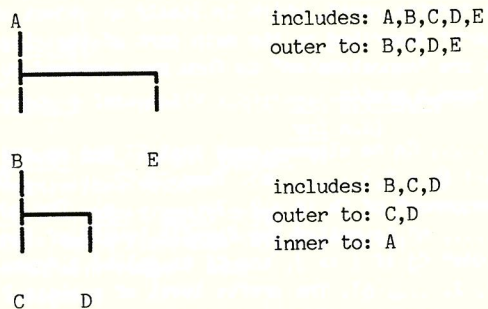 A
includes: A,B,C,D,E
outer to: B,C,D,E
B E
includes: B,C,D
outer to: C,D
inner to: A
C D